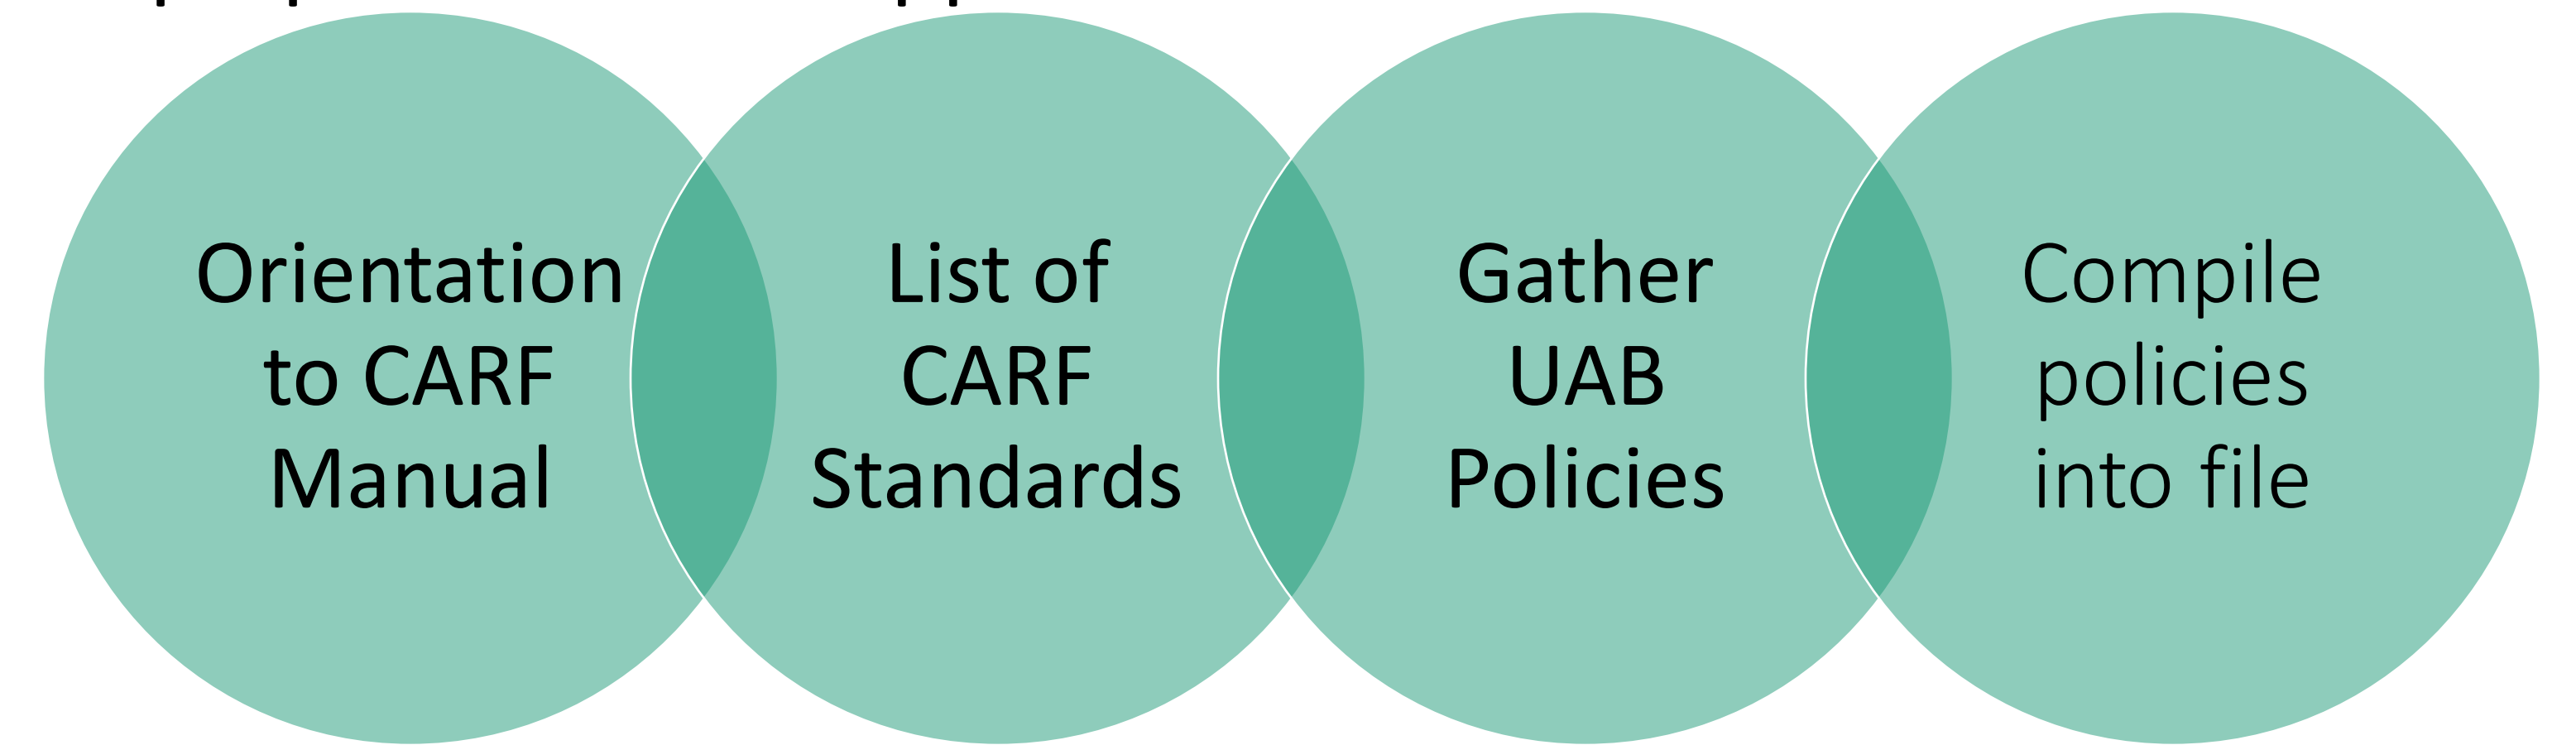 Orientation
to CARF
Manual
List of
CARF
Standards
Gather
UAB
Policies
Compile
policies
into file